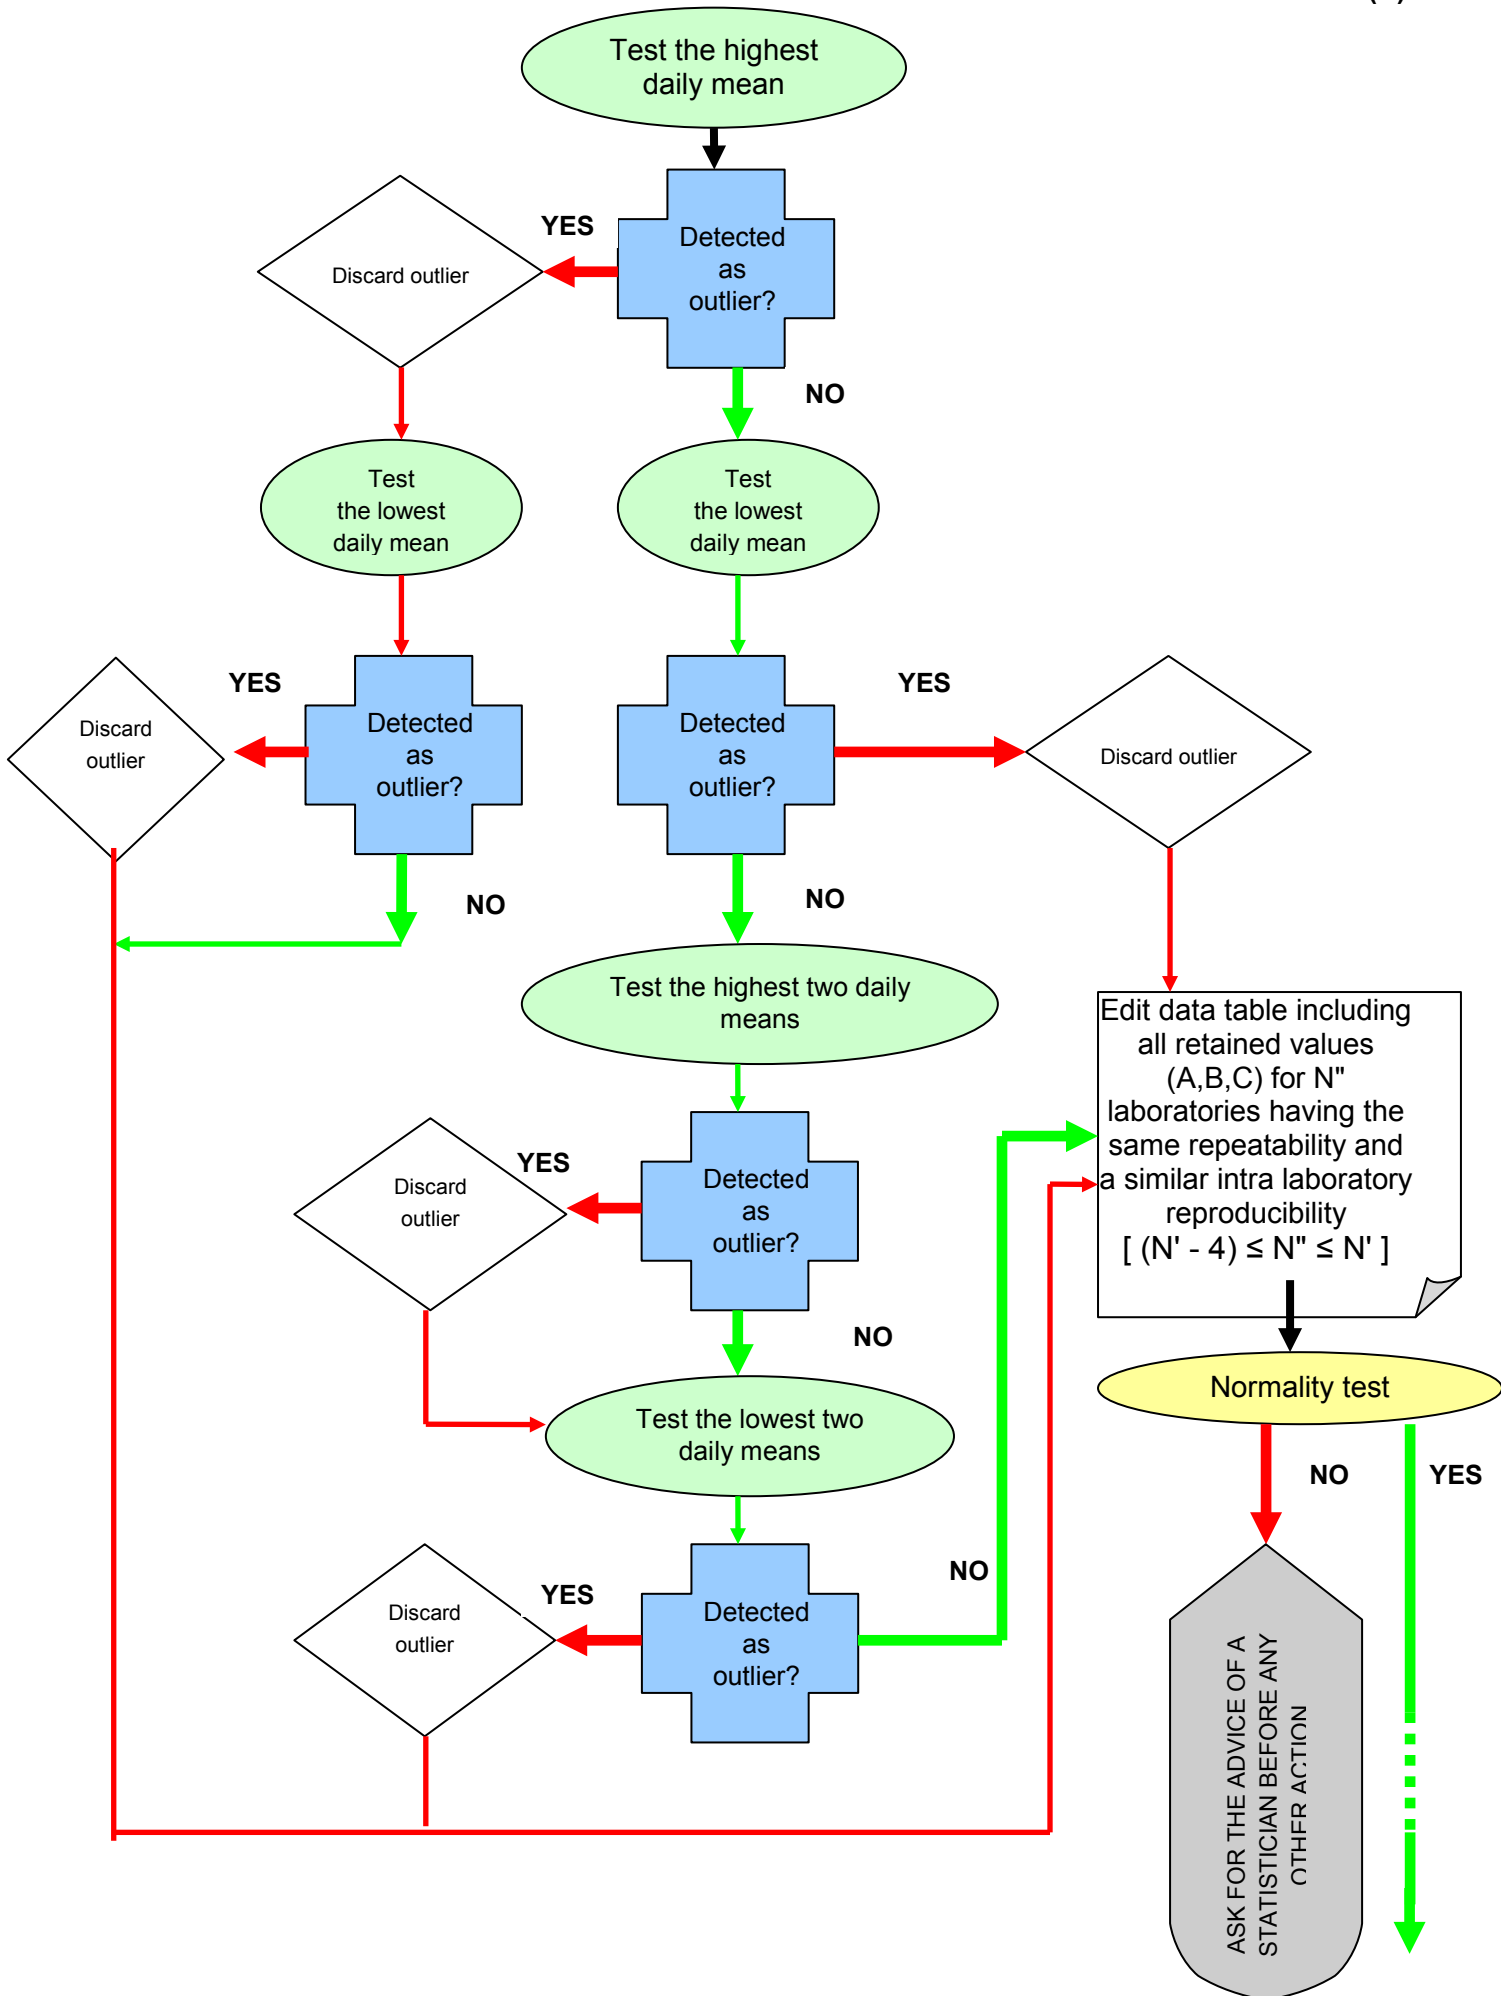 Test the highest
daily mean
YES
Detected
as
outlier?
Discard outlier
NO
Test
the lowest
daily mean
Test
the lowest
daily mean
YES
Discard
outlier
Detected
as
outlier?
NO
Detected
as
outlier?
YES
Discard outlier
NO
Test the highest two daily
means
Edit data table including
all retained values
(A,B,C) for N"
laboratories having the
same repeatability and
a similar intra laboratory
reproducibility
[ (N' - 4) ≤ N" ≤ N' ]
YES
Discard
outlier
Detected
as
outlier?
NO
Test the lowest two
daily means
Normality test
NO
YES
YES
Discard
outlier
Detected
as
outlier?
NO
ASK FOR THE ADVICE OF A
STATISTICIAN BEFORE ANY
OTHER ACTION